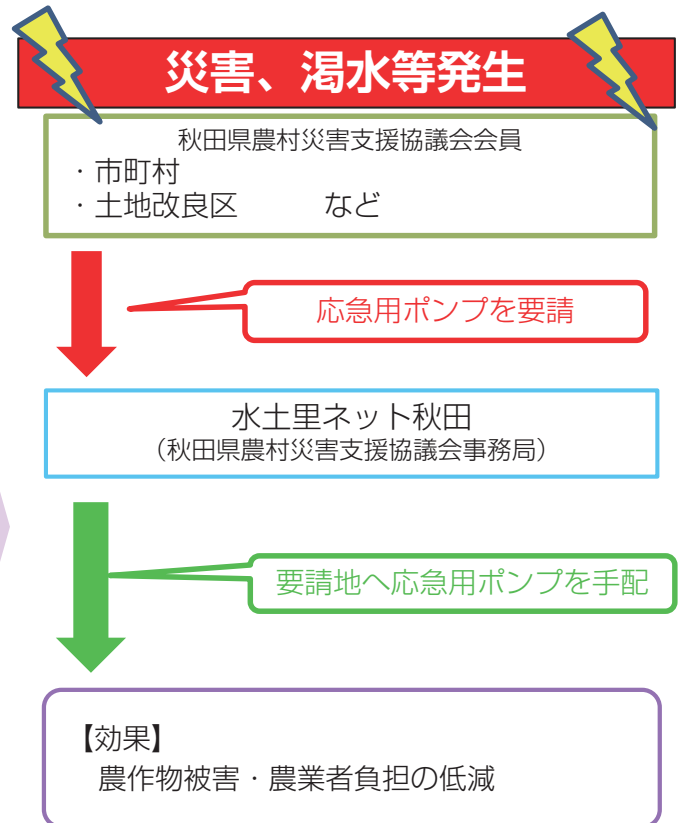 災害、渇水等発生
秋田県農村災害支援協議会会員
・市町村
・土地改良区　　　など
応急用ポンプを要請
水土里ネット秋田
（秋田県農村災害支援協議会事務局）
要請地へ応急用ポンプを手配
【効果】
農作物被害・農業者負担の低減